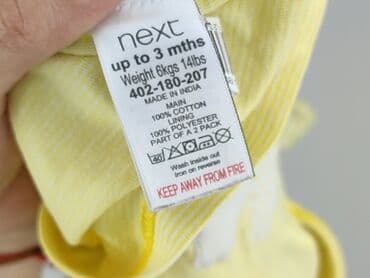 next
up to 3 mths
Weight 6kgs 14lbs
402-180-207
MADE IN INDIA
MAIN
100% COTTON
LINING
100% POLYESTER
PART OF A 2 PACK
40
Wash inside out
Iron on reverse
KEEP AWAY FROM FIRE